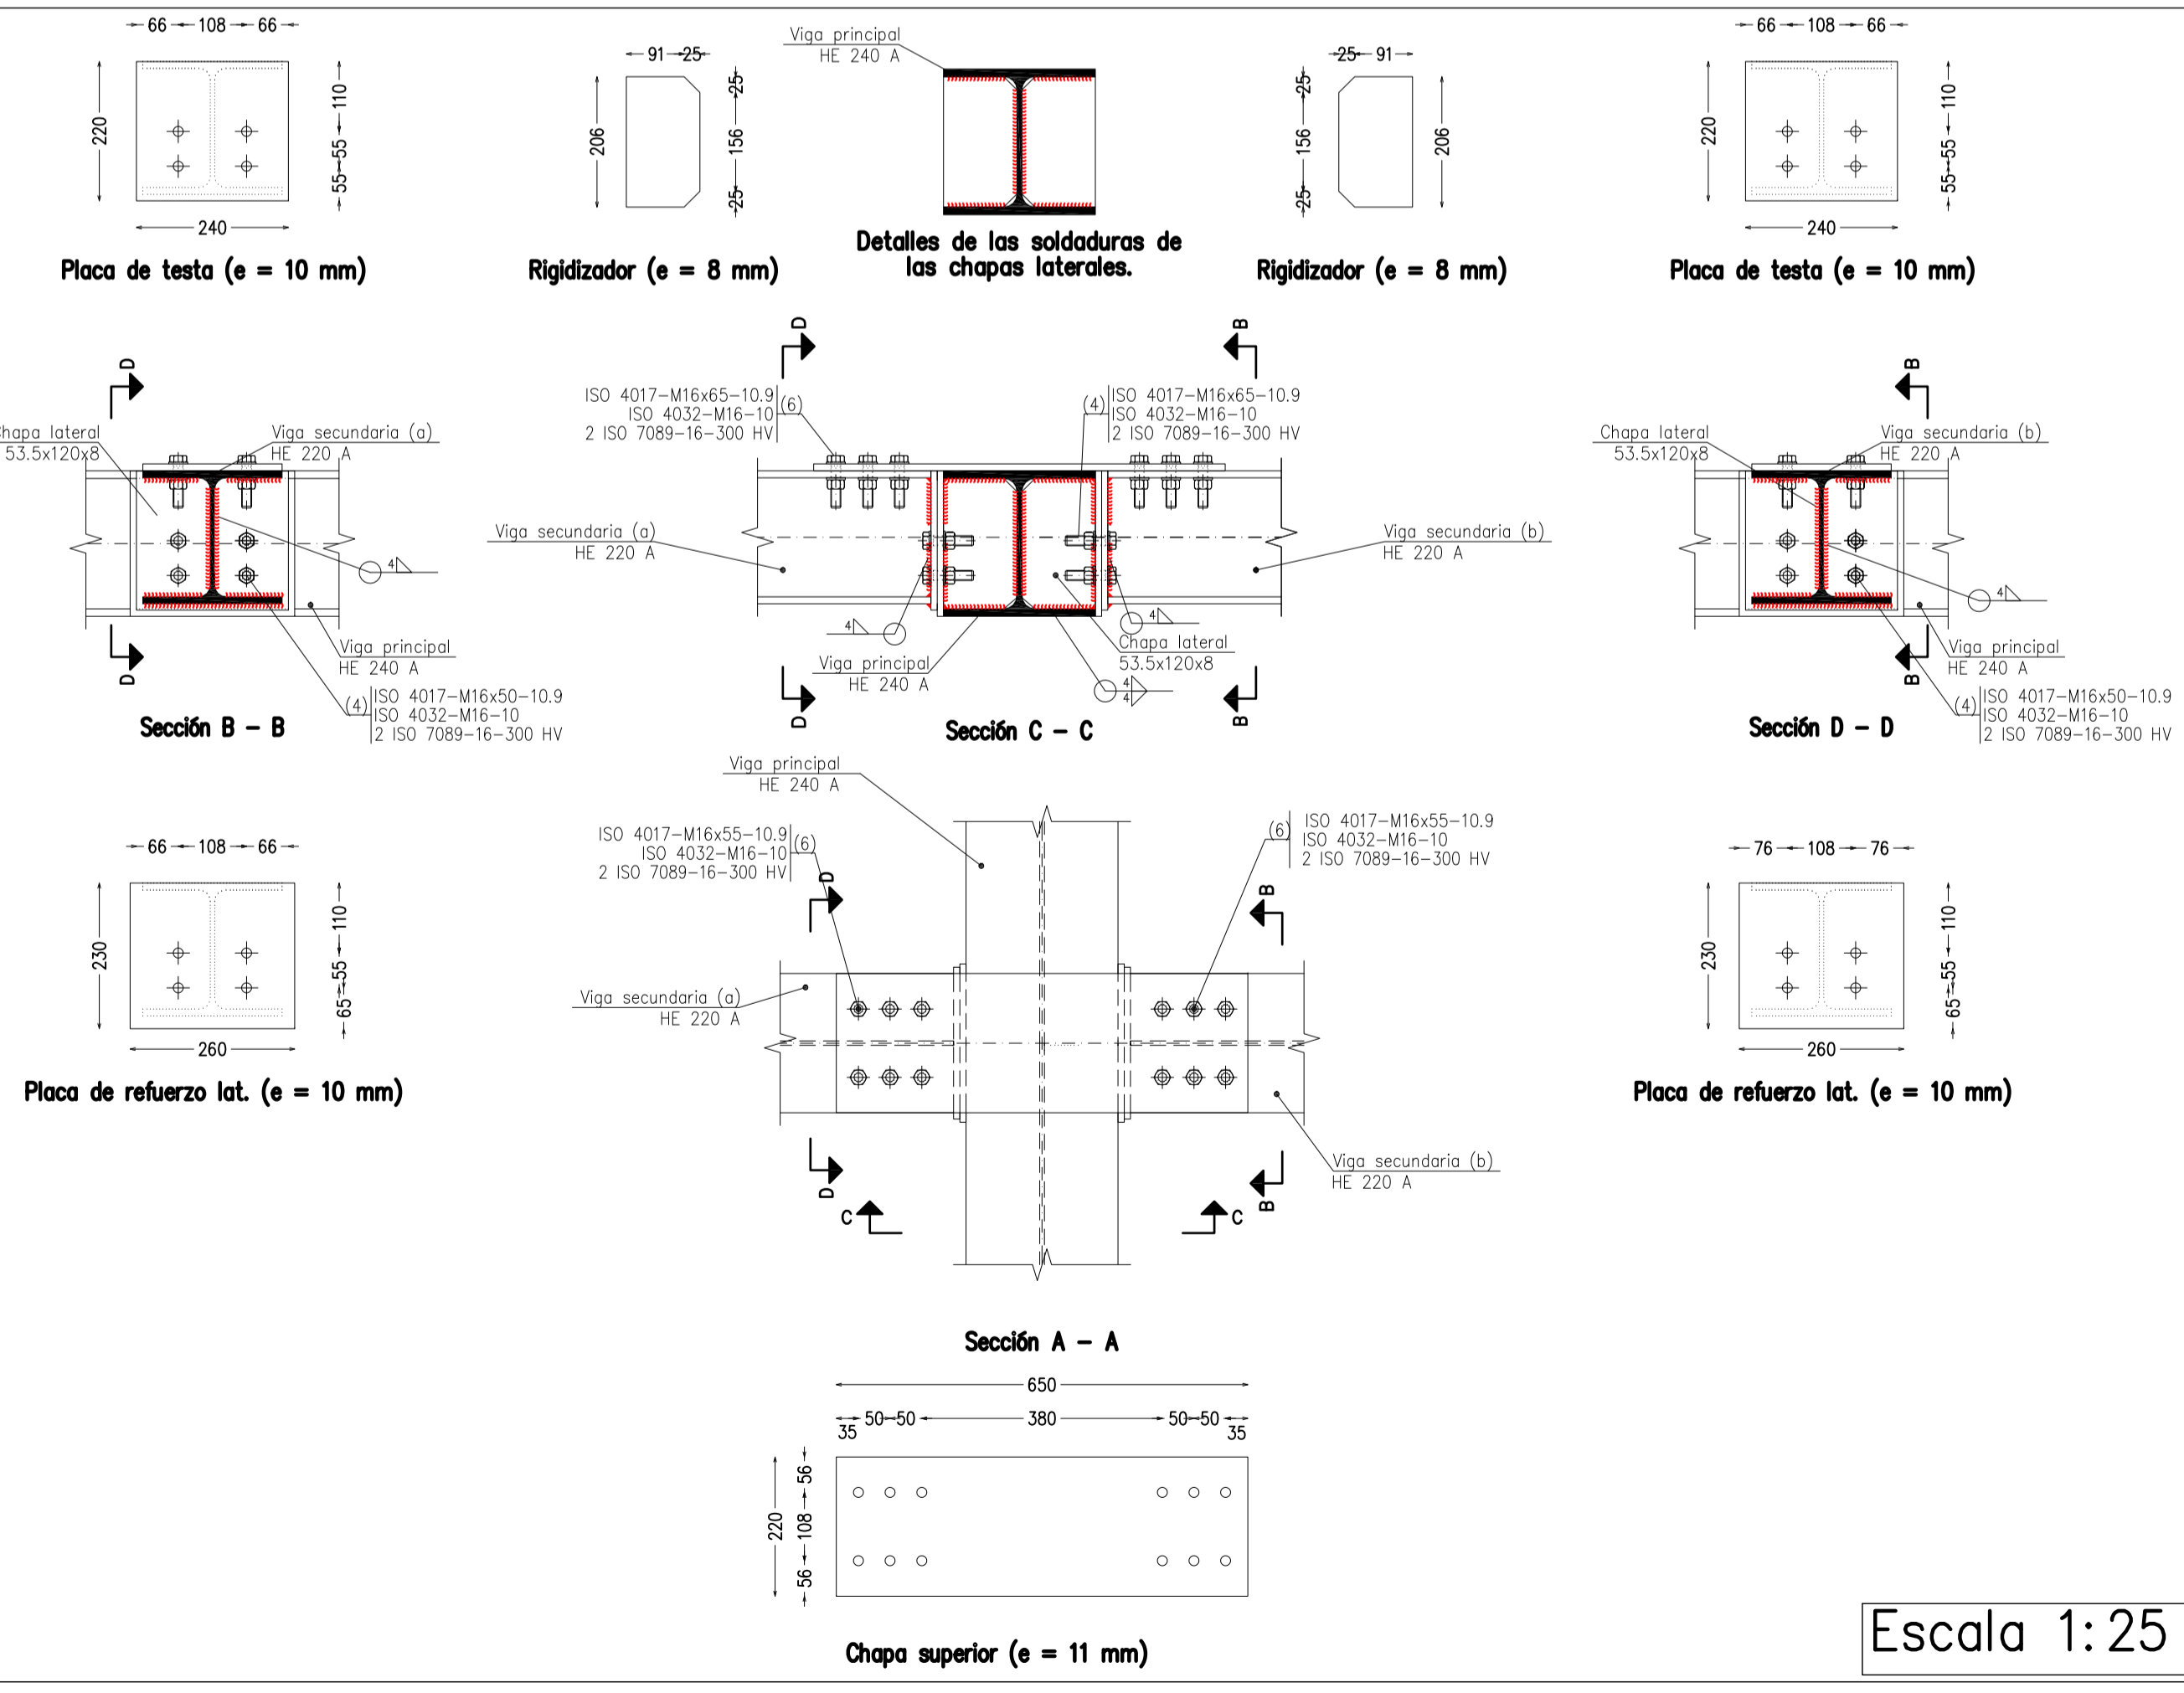 66 108 66
220
110
55
55
240
Placa de testa (e = 10 mm)
91 25
206
25
156
25
Rigidizador (e = 8 mm)
Viga principal
HE 240 A
Detalles de las soldaduras de
las chapas laterales.
25 91
25
156
25
206
Rigidizador (e = 8 mm)
66 108 66
220
110
55
55
240
Placa de testa (e = 10 mm)
D
hapa lateral
53.5x120x8
Viga secundaria (a)
HE 220 A
4
Viga principal
HE 240 A
D
(4)
ISO 4017-M16x50-10.9
ISO 4032-M16-10
2 ISO 7089-16-300 HV
Sección B - B
D
B
ISO 4017-M16x65-10.9
ISO 4032-M16-10
2 ISO 7089-16-300 HV
(6)
(4)
ISO 4017-M16x65-10.9
ISO 4032-M16-10
2 ISO 7089-16-300 HV
Viga secundaria (a)
HE 220 A
Viga secundaria (b)
HE 220 A
4
4
Chapa lateral
53.5x120x8
Viga principal
HE 240 A
4
4
D
B
Sección C - C
B
Chapa lateral
53.5x120x8
Viga secundaria (b)
HE 220 A
4
Viga principal
HE 240 A
B
(4)
ISO 4017-M16x50-10.9
ISO 4032-M16-10
2 ISO 7089-16-300 HV
Sección D - D
66 108 66
230
110
55
65
260
Placa de refuerzo lat. (e = 10 mm)
Viga principal
HE 240 A
ISO 4017-M16x55-10.9
ISO 4032-M16-10
2 ISO 7089-16-300 HV
(6)
(6)
ISO 4017-M16x55-10.9
ISO 4032-M16-10
2 ISO 7089-16-300 HV
D
B
Viga secundaria (a)
HE 220 A
Viga secundaria (b)
HE 220 A
D
B
C
C
Sección A - A
76 108 76
230
110
55
65
260
Placa de refuerzo lat. (e = 10 mm)
650
35 50 50 380 50 50 35
220
56
108
56
Chapa superior (e = 11 mm)
Escala 1:25